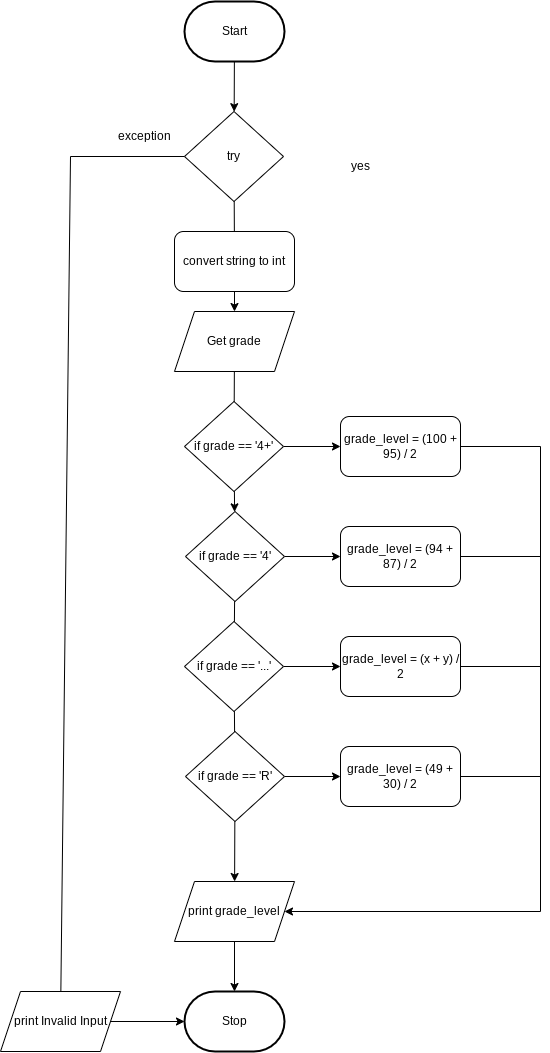 Start
exception
try
yes
convert string to int
Get grade
if grade == '4+'
grade_level = (100 +
95) / 2
if grade == '4'
grade_level = (94 +
87) / 2
if grade == '...'
grade_level = (x + y) /
2
if grade == 'R'
grade_level = (49 +
30) / 2
print grade_level
print Invalid Input
Stop